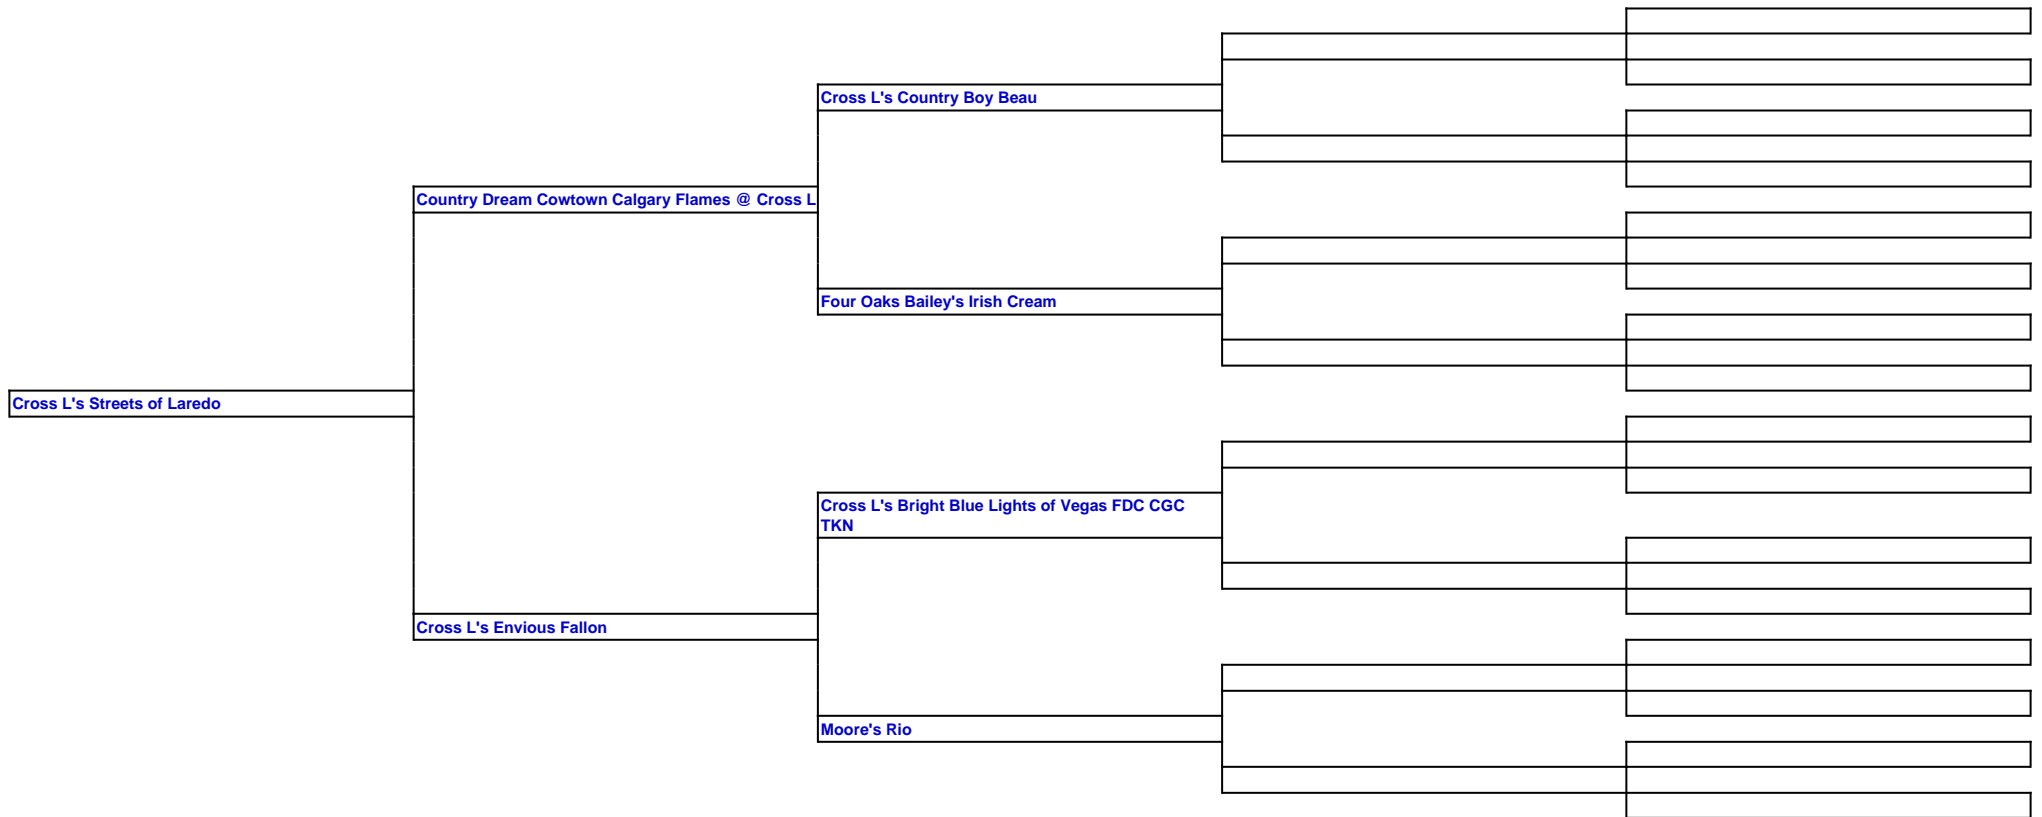 Cross L's Country Boy Beau
Country Dream Cowtown Calgary Flames @ Cross L
Four Oaks Bailey's Irish Cream
Cross L's Streets of Laredo
Cross L's Bright Blue Lights of Vegas FDC CGC
TKN
Cross L's Envious Fallon
Moore's Rio